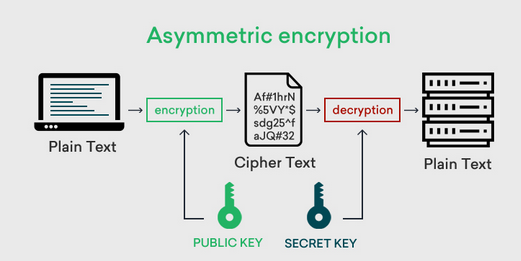 Asymmetric encryption
Plain Text
encryption
Af#1hrN
%5VY*$
sdg25^f
aJQ#32
Cipher Text
decryption
Plain Text
PUBLIC KEY
SECRET KEY